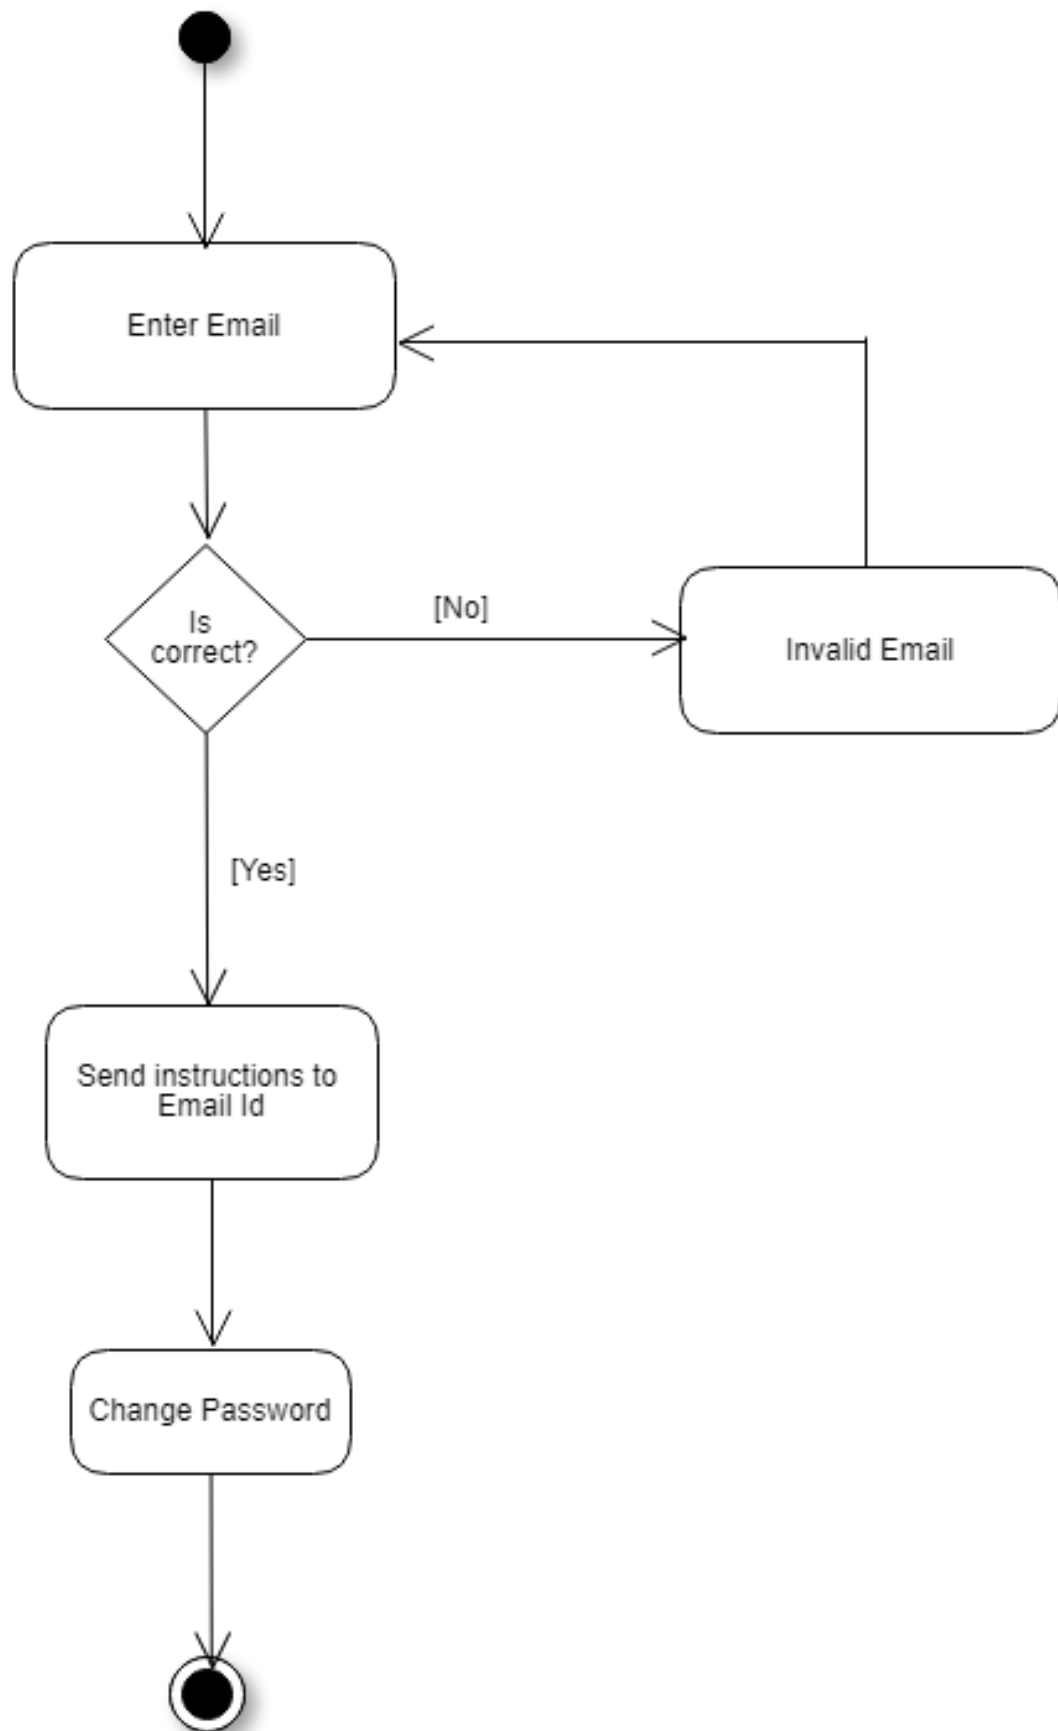 Enter Email
Is
correct?
[No]
Invalid Email
[Yes]
Send instructions to
Email Id
Change Password